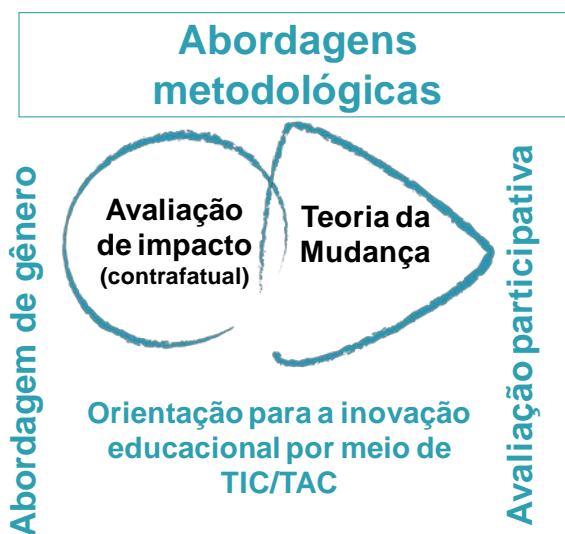 Abordagens
metodológicas
Abordagem de gênero
Avaliação
de impacto
(contrafatual)
Teoria da
Mudança
Avaliação participativa
Orientação para a inovação
educacional por meio de
TIC/TAC